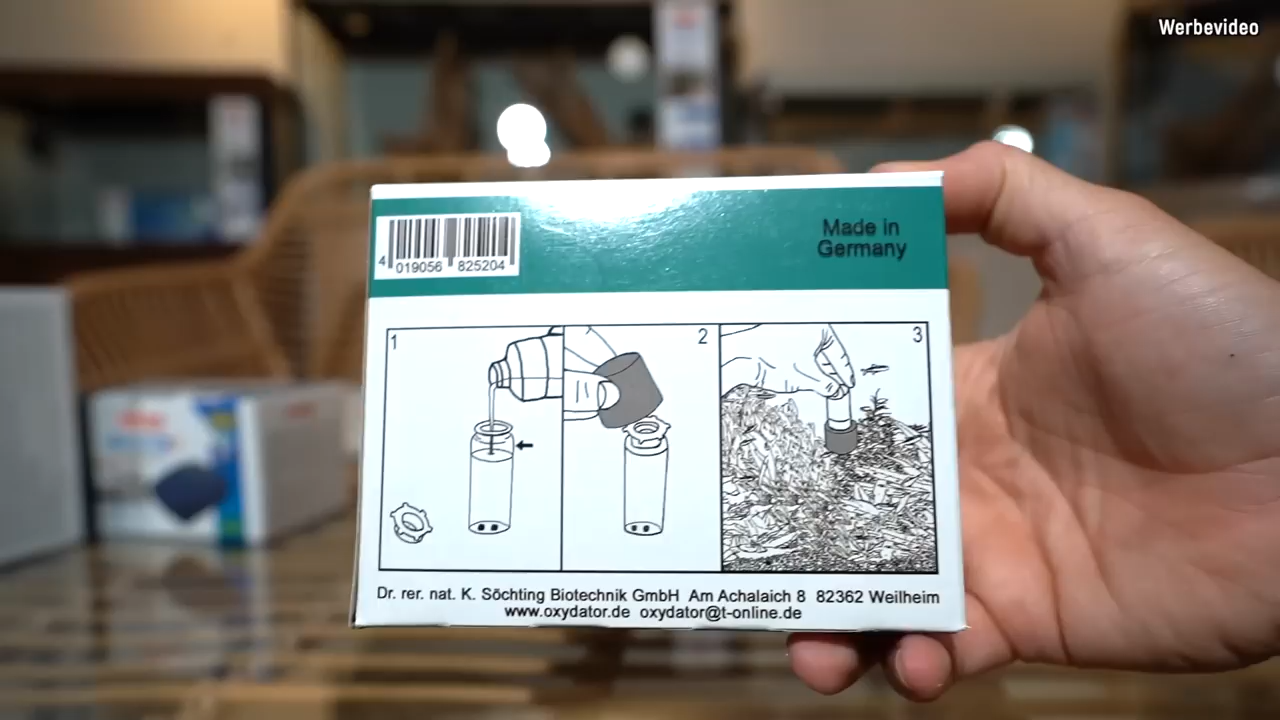 Werbevideo
Made in
Germany
4 019056 825204
1
2
3
Dr. rer. nat. K. Söchting Biotechnik GmbH Am Achalaich 8 82362 Weilheim
www.oxydator.de oxydator@t-online.de